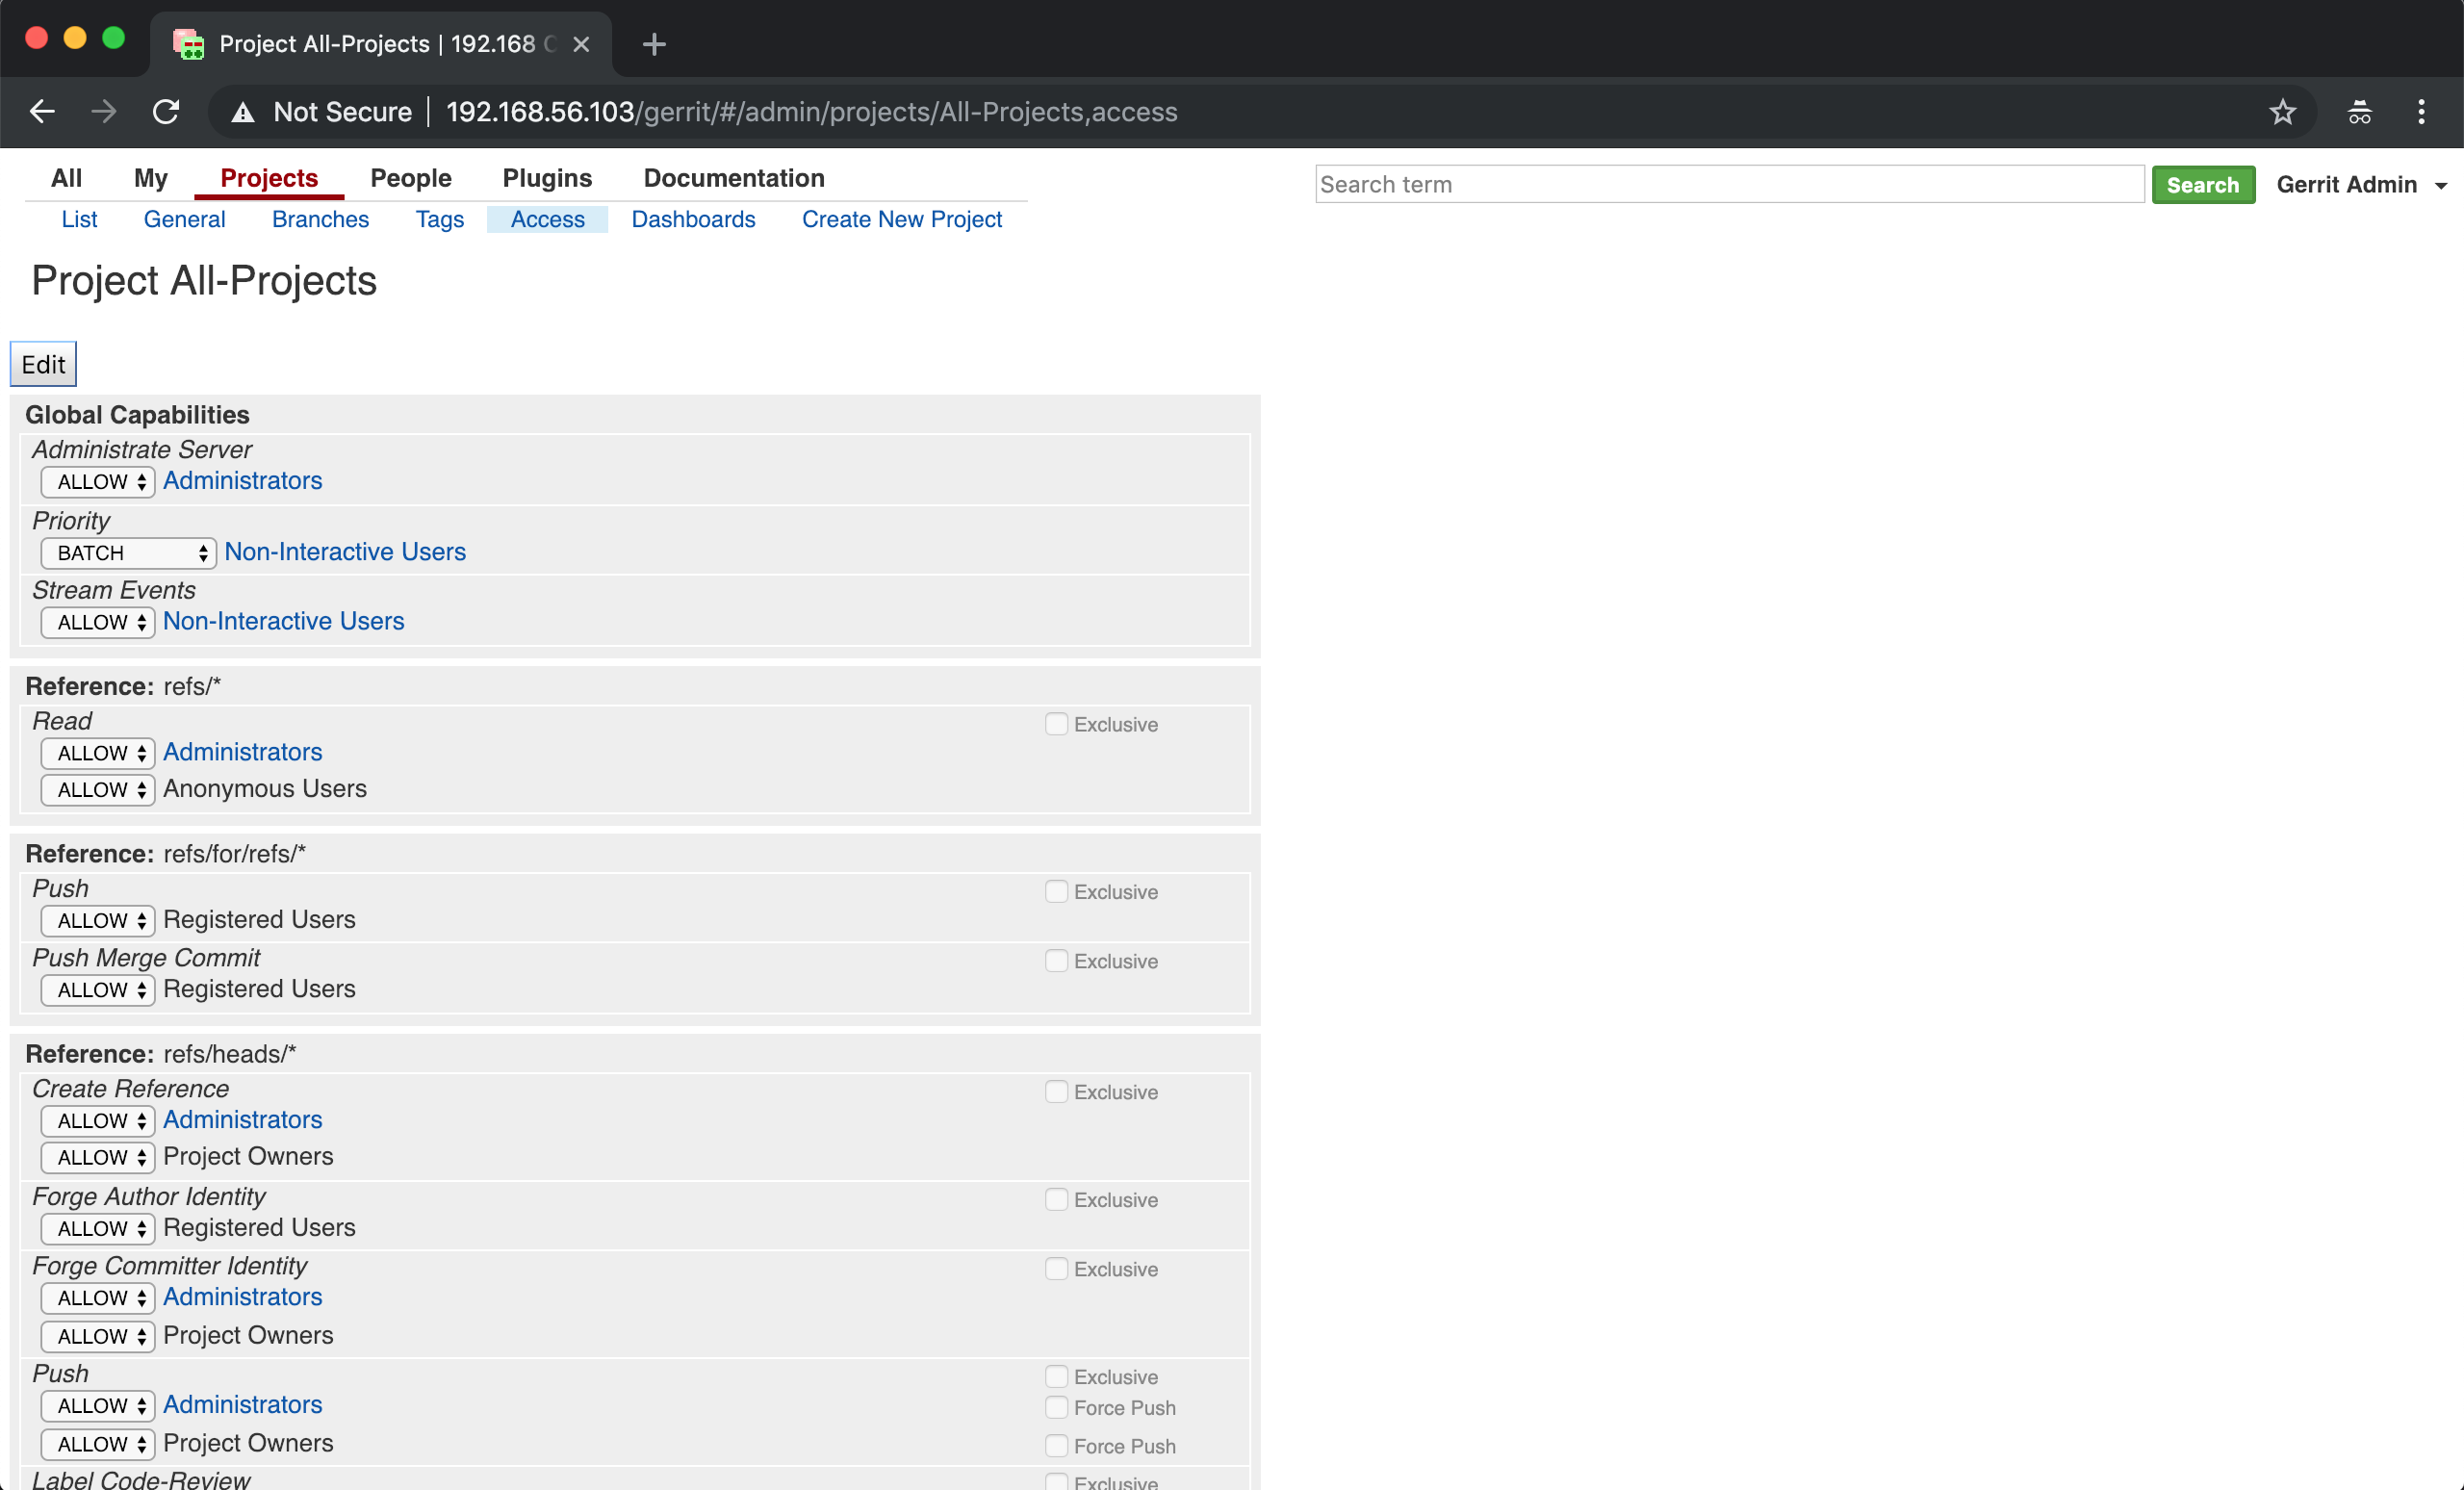 Project All-Projects | 192.168
Not Secure 192.168.56.103/gerrit/#/admin/projects/All-Projects,access
All My Projects People Plugins Documentation Search term Search Gerrit Admin
List General Branches Tags Access Dashboards Create New Project
Project All-Projects
Edit
Global Capabilities
Administrate Server
ALLOW Administrators
Priority
BATCH Non-Interactive Users
Stream Events
ALLOW Non-Interactive Users
Reference: refs/*
Read Exclusive
ALLOW Administrators
ALLOW Anonymous Users
Reference: refs/for/refs/*
Push Exclusive
ALLOW Registered Users
Push Merge Commit Exclusive
ALLOW Registered Users
Reference: refs/heads/*
Create Reference Exclusive
ALLOW Administrators
ALLOW Project Owners
Forge Author Identity Exclusive
ALLOW Registered Users
Forge Committer Identity Exclusive
ALLOW Administrators
ALLOW Project Owners
Push Exclusive
ALLOW Administrators Force Push
ALLOW Project Owners Force Push
Label Code-Review Exclusive